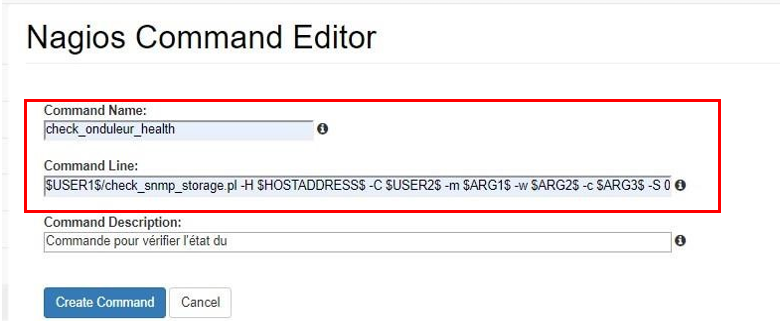 Nagios Command Editor
Command Name:
check_onduleur_health
Command Line:
$USER1$/check_snmp_storage.pl -H $HOSTADDRESS$ -C $USER2$ -m $ARG1$ -w $ARG2$ -c $ARG3$ -S 0
Command Description:
Commande pour vérifier l'état du
Create Command Cancel